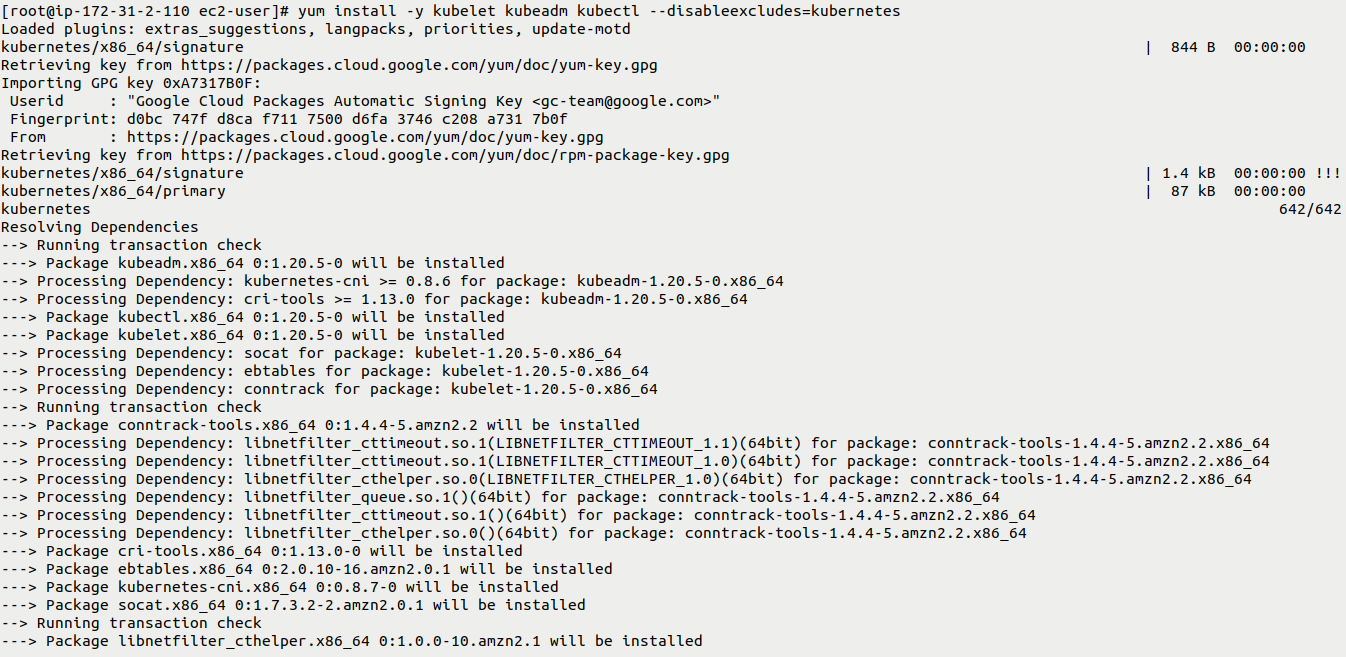 [root@ip-172-31-2-110 ec2-user]# yum install -y kubelet kubeadm kubectl --disableexcludes=kubernetes
Loaded plugins: extras_suggestions, langpacks, priorities, update-motd
kubernetes/x86_64/signature | 844 B 00:00:00
Retrieving key from https://packages.cloud.google.com/yum/doc/yum-key.gpg
Importing GPG key 0xA7317B0F:
 Userid     : "Google Cloud Packages Automatic Signing Key <gc-team@google.com>"
 Fingerprint: d0bc 747f d8ca f711 7500 d6fa 3746 c208 a731 7b0f
 From       : https://packages.cloud.google.com/yum/doc/yum-key.gpg
Retrieving key from https://packages.cloud.google.com/yum/doc/rpm-package-key.gpg
kubernetes/x86_64/signature | 1.4 kB 00:00:00 !!!
kubernetes/x86_64/primary | 87 kB 00:00:00
kubernetes 642/642
Resolving Dependencies
--> Running transaction check
---> Package kubeadm.x86_64 0:1.20.5-0 will be installed
--> Processing Dependency: kubernetes-cni >= 0.8.6 for package: kubeadm-1.20.5-0.x86_64
--> Processing Dependency: cri-tools >= 1.13.0 for package: kubeadm-1.20.5-0.x86_64
---> Package kubectl.x86_64 0:1.20.5-0 will be installed
---> Package kubelet.x86_64 0:1.20.5-0 will be installed
--> Processing Dependency: socat for package: kubelet-1.20.5-0.x86_64
--> Processing Dependency: ebtables for package: kubelet-1.20.5-0.x86_64
--> Processing Dependency: conntrack for package: kubelet-1.20.5-0.x86_64
--> Running transaction check
---> Package conntrack-tools.x86_64 0:1.4.4-5.amzn2.2 will be installed
--> Processing Dependency: libnetfilter_cttimeout.so.1(LIBNETFILTER_CTTIMEOUT_1.1)(64bit) for package: conntrack-tools-1.4.4-5.amzn2.2.x86_64
--> Processing Dependency: libnetfilter_cttimeout.so.1(LIBNETFILTER_CTTIMEOUT_1.0)(64bit) for package: conntrack-tools-1.4.4-5.amzn2.2.x86_64
--> Processing Dependency: libnetfilter_cthelper.so.0(LIBNETFILTER_CTHELPER_1.0)(64bit) for package: conntrack-tools-1.4.4-5.amzn2.2.x86_64
--> Processing Dependency: libnetfilter_queue.so.1()(64bit) for package: conntrack-tools-1.4.4-5.amzn2.2.x86_64
--> Processing Dependency: libnetfilter_cttimeout.so.1()(64bit) for package: conntrack-tools-1.4.4-5.amzn2.2.x86_64
--> Processing Dependency: libnetfilter_cthelper.so.0()(64bit) for package: conntrack-tools-1.4.4-5.amzn2.2.x86_64
---> Package cri-tools.x86_64 0:1.13.0-0 will be installed
---> Package ebtables.x86_64 0:2.0.10-16.amzn2.0.1 will be installed
---> Package kubernetes-cni.x86_64 0:0.8.7-0 will be installed
---> Package socat.x86_64 0:1.7.3.2-2.amzn2.0.1 will be installed
--> Running transaction check
---> Package libnetfilter_cthelper.x86_64 0:1.0.0-10.amzn2.1 will be installed